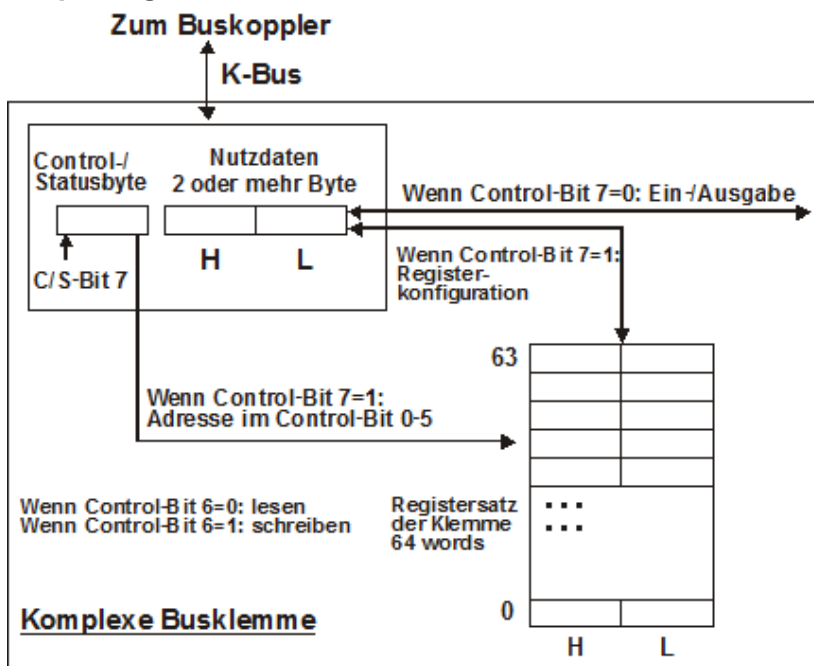 Zum Buskoppler
K-Bus
Control-/
Statusbyte
Nutzdaten
2 oder mehr Byte
Wenn Control-Bit 7=0: Ein-/Ausgabe
H
L
C/S-Bit 7
Wenn Control-Bit 7=1:
Register-
konfiguration
63
Wenn Control-Bit 7=1:
Adresse im Control-Bit 0-5
Wenn Control-Bit 6=0: lesen
Wenn Control-Bit 6=1: schreiben
Registersatz
der Klemme
64 words
0
Komplexe Busklemme
H
L